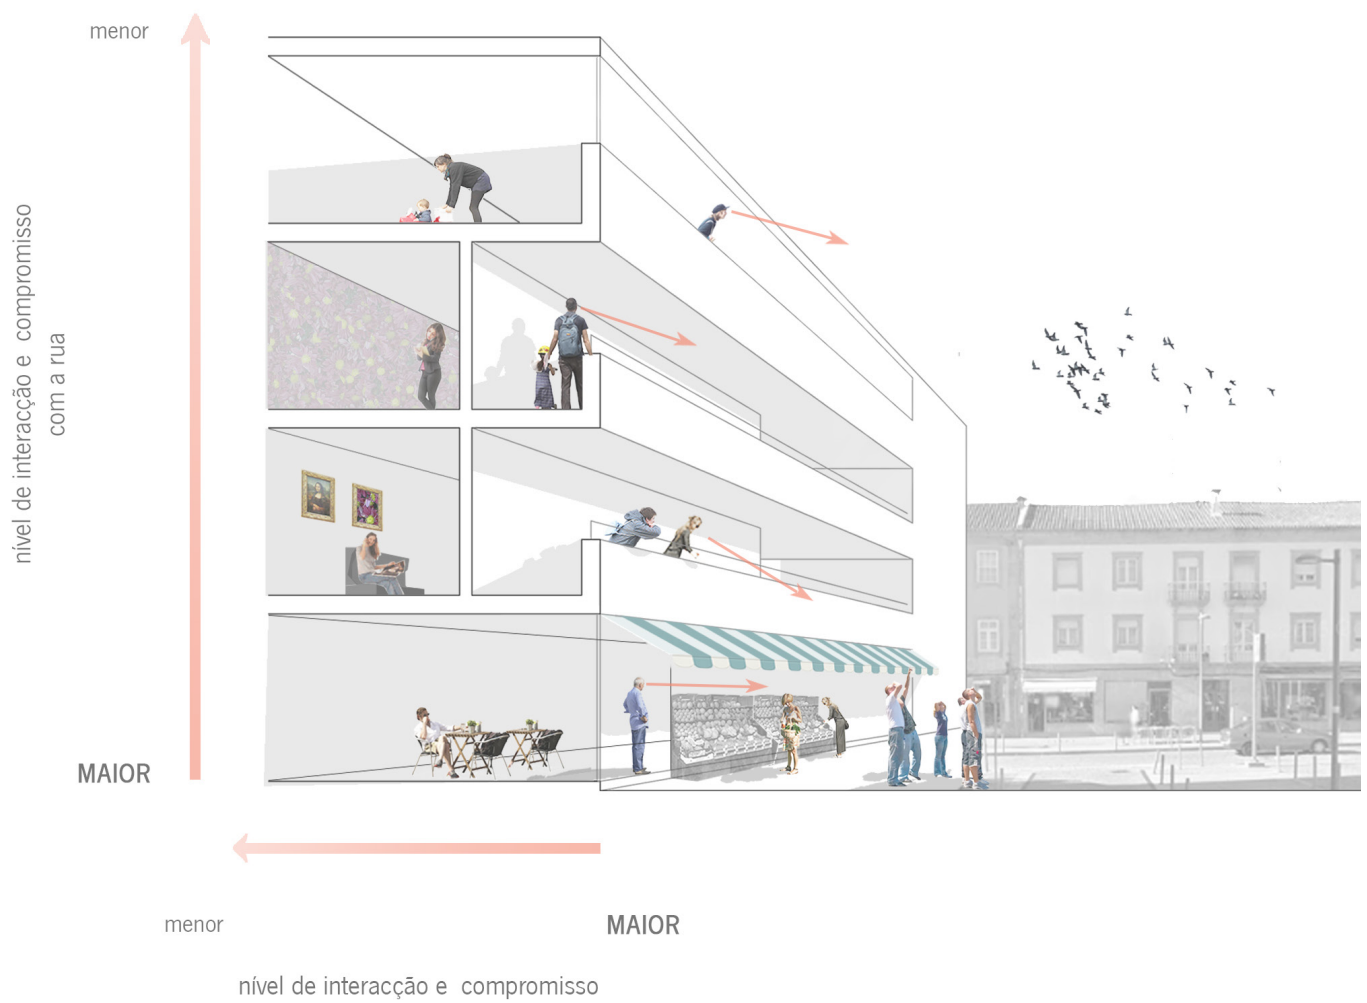 menor
nível de interacção e compromisso
com a rua
MAIOR
menor
MAIOR
nível de interacção e compromisso